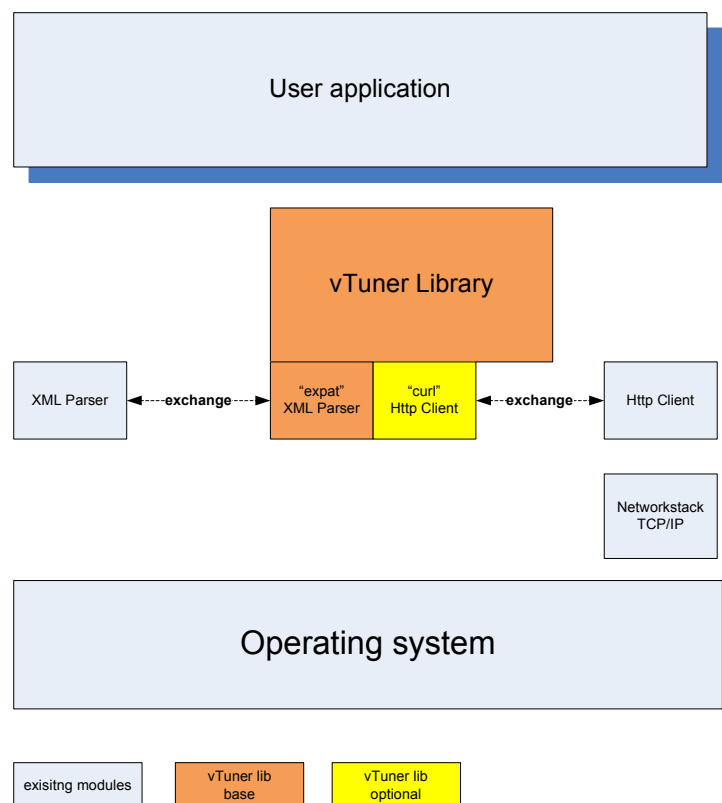 User application
vTuner Library
XML Parser
exchange
“expat”
XML Parser
“curl”
Http Client
exchange
Http Client
Networkstack
TCP/IP
Operating system
exisitng modules
vTuner lib
base
vTuner lib
optional